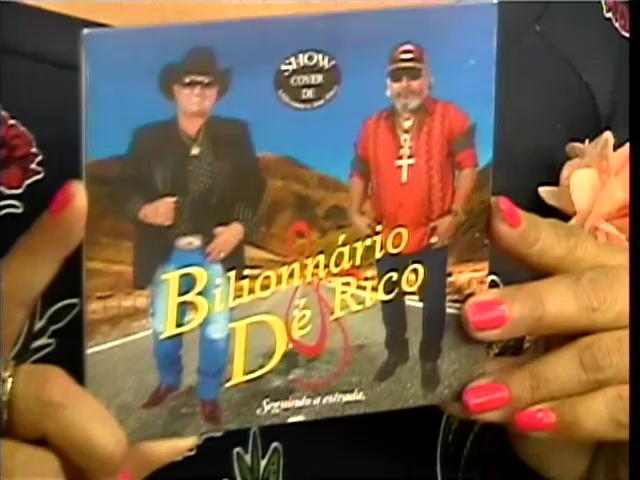 SHOW
COVER
DE
Bilionnário
&
Dé Rico
Seguindo a estrada.